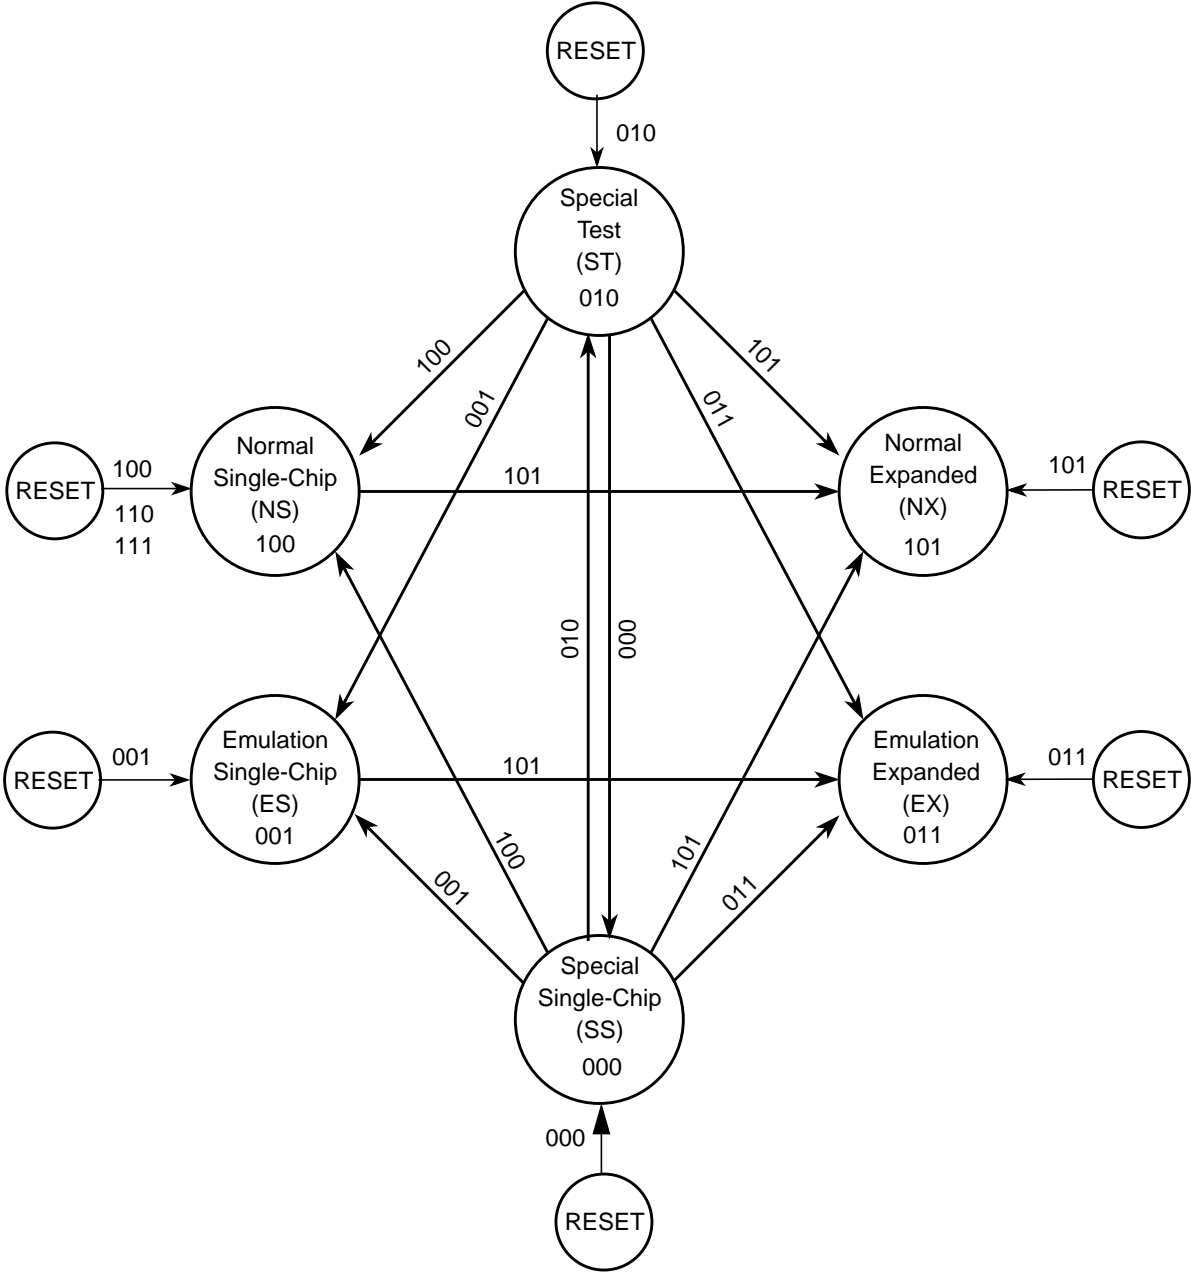 RESET
010
Special
Test
(ST)
010
100
101
001
011
Normal
Single-Chip
(NS)
100
Normal
Expanded
(NX)
101
RESET
100
110
111
101
101
RESET
010
000
Emulation
Single-Chip
(ES)
001
Emulation
Expanded
(EX)
011
RESET
001
101
011
RESET
100
101
001
011
Special
Single-Chip
(SS)
000
000
RESET